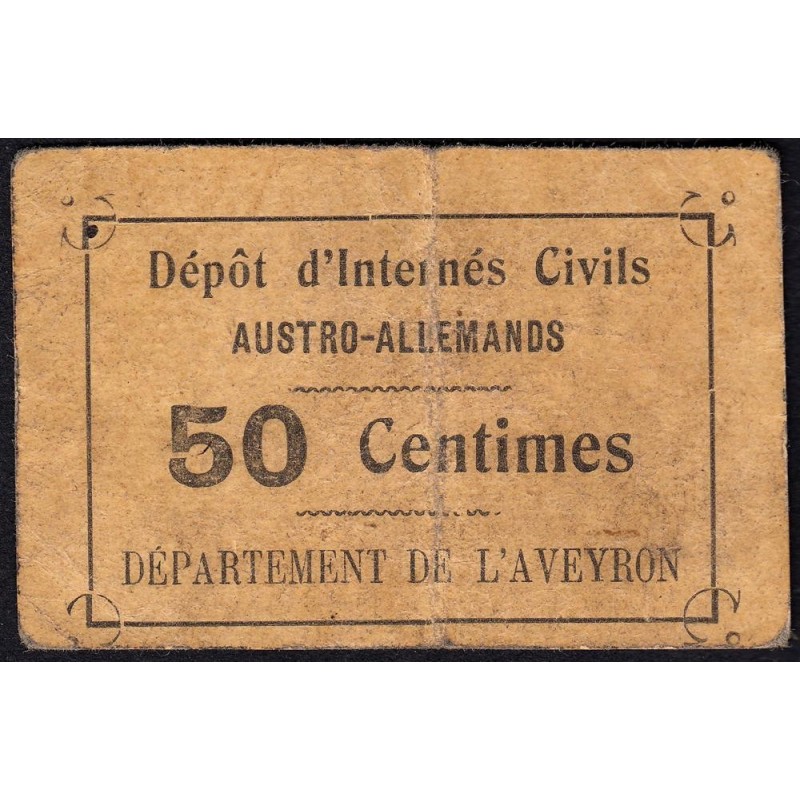 Dépôt d'Internés Civils
AUSTRO-ALLEMANDS
50 Centimes
DÉPARTEMENT DE L'AVEYRON